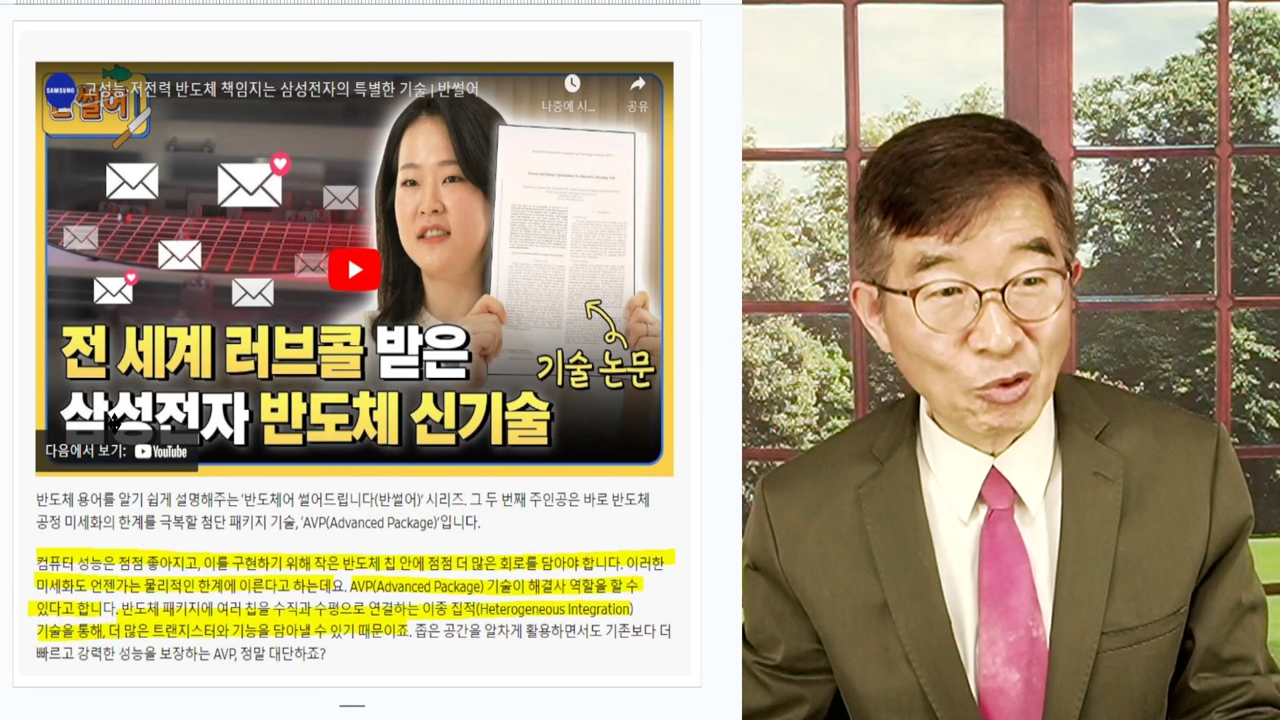 SAMSUNG
고성능·저전력 반도체 책임지는 삼성전자의 특별한 기술 | 반썰어
나중에 시...
공유
전 세계 러브콜 받은
삼성전자 반도체 신기술
기술 논문
다음에서 보기: YouTube
반도체 용어를 알기 쉽게 설명해주는 '반도체어 썰어드립니다(반썰어)' 시리즈. 그 두 번째 주인공은 바로 반도체
공정 미세화의 한계를 극복할 첨단 패키지 기술, 'AVP(Advanced Package)'입니다.
컴퓨터 성능은 점점 좋아지고, 이를 구현하기 위해 작은 반도체 칩 안에 점점 더 많은 회로를 담아야 합니다. 이러한
미세화도 언젠가는 물리적인 한계에 이른다고 하는데요. AVP(Advanced Package) 기술이 해결사 역할을 할 수
있다고 합니다. 반도체 패키지에 여러 칩을 수직과 수평으로 연결하는 이종 집적(Heterogeneous Integration)
기술을 통해, 더 많은 트랜지스터와 기능을 담아낼 수 있기 때문이죠. 좁은 공간을 알차게 활용하면서도 기존보다 더
빠르고 강력한 성능을 보장하는 AVP, 정말 대단하죠?